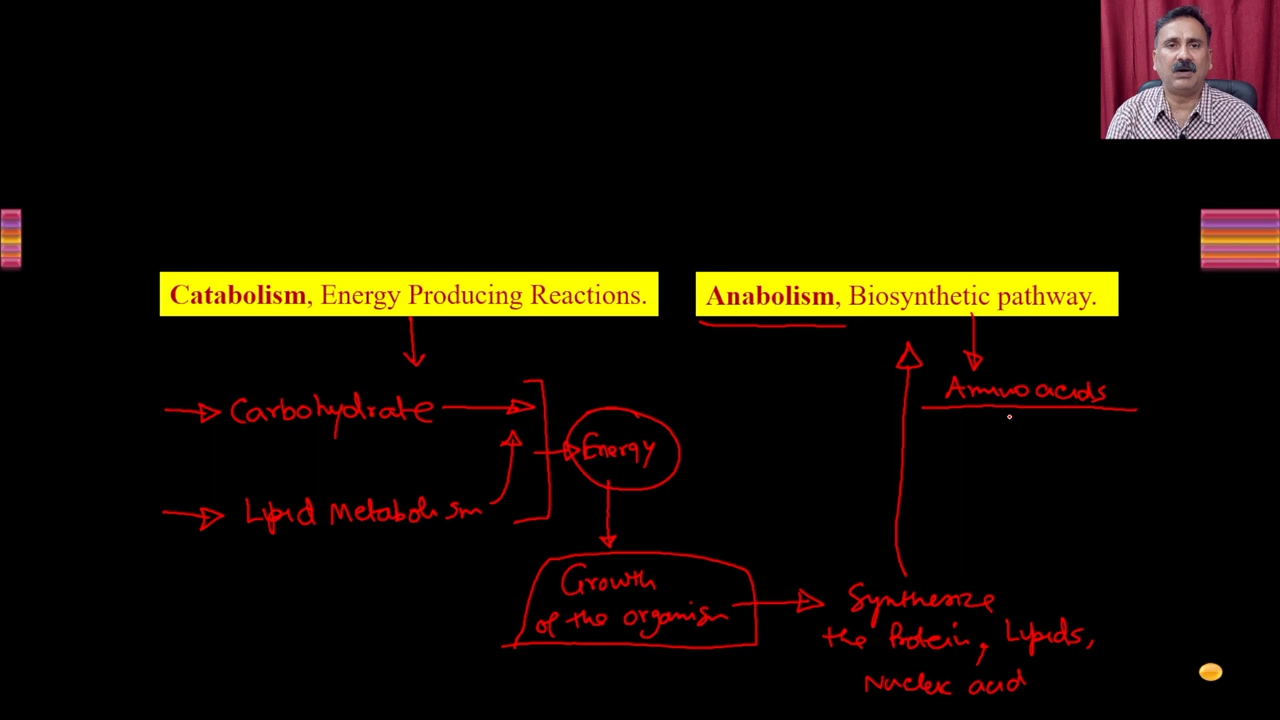 Catabolism, Energy Producing Reactions.
Anabolism, Biosynthetic pathway.
Carbohydrate
Lipid Metabolism
Energy
Growth
of the organism
Amino acids
Synthesize
the Protein, Lipids,
Nucleic acid